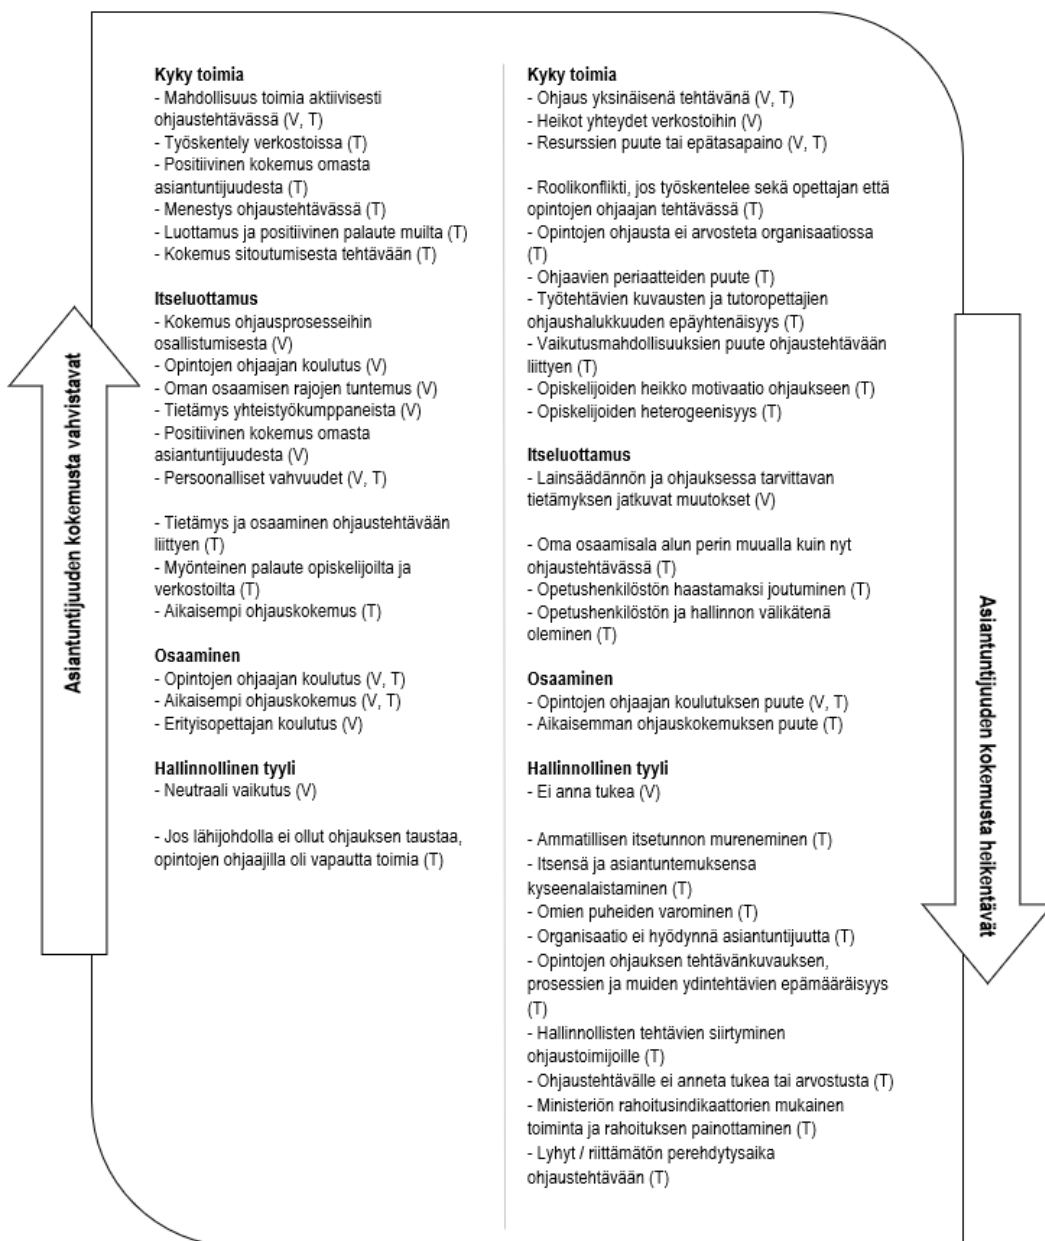 Asiantuntijuuden kokemusta vahvistavat
Kyky toimia
- Mahdollisuus toimia aktiivisesti
ohjaustehtävässä (V, T)
- Työskentely verkostoissa (T)
- Positiivinen kokemus omasta
asiantuntijuudesta (T)
- Menestys ohjaustehtävässä (T)
- Luottamus ja positiivinen palaute muilta (T)
- Kokemus sitoutumisesta tehtävään (T)
Itseluottamus
- Kokemus ohjausprosesseihin
osallistumisesta (V)
- Opintojen ohjaajan koulutus (V)
- Oman osaamisen rajojen tuntemus (V)
- Tietämys yhteistyökumppaneista (V)
- Positiivinen kokemus omasta
asiantuntijuudesta (V)
- Persoonalliset vahvuudet (V, T)
- Tietämys ja osaaminen ohjaustehtävään
liittyen (T)
- Myönteinen palaute opiskelijoilta ja
verkostoilta (T)
- Aikaisempi ohjauskokemus (T)
Osaaminen
- Opintojen ohjaajan koulutus (V, T)
- Aikaisempi ohjauskokemus (V, T)
- Erityisopettajan koulutus (V)
Hallinnollinen tyyli
- Neutraali vaikutus (V)
- Jos lähijohdolla ei ollut ohjauksen taustaa,
opintojen ohjaajilla oli vapautta toimia (T)
Kyky toimia
- Ohjaus yksinäisenä tehtävänä (V, T)
- Heikot yhteydet verkostoihin (V)
- Resurssien puute tai epätasapaino (V, T)
- Roolikonflikti, jos työskentelee sekä opettajan että
opintojen ohjaajan tehtävässä (T)
- Opintojen ohjausta ei arvosteta organisaatiossa
(T)
- Ohjaavien periaatteiden puute (T)
- Työtehtävien kuvausten ja tutoropettajien
ohjaushalukkuuden epäyhtenäisyys (T)
- Vaikutusmahdollisuuksien puute ohjaustehtävään
liittyen (T)
- Opiskelijoiden heikko motivaatio ohjaukseen (T)
- Opiskelijoiden heterogeenisyys (T)
Itseluottamus
- Lainsäädännön ja ohjauksessa tarvittavan
tietämyksen jatkuvat muutokset (V)
- Oma osaamisala alun perin muualla kuin nyt
ohjaustehtävässä (T)
- Opetushenkilöstön haastamaksi joutuminen (T)
- Opetushenkilöstön ja hallinnon välikätenä
oleminen (T)
Osaaminen
- Opintojen ohjaajan koulutuksen puute (V, T)
- Aikaisemman ohjauskokemuksen puute (T)
Hallinnollinen tyyli
- Ei anna tukea (V)
- Ammatillisen itsetunnon mureneminen (T)
- Itsensä ja asiantuntemuksensa
kyseenalaistaminen (T)
- Omien puheiden varominen (T)
- Organisaatio ei hyödynnä asiantuntijuutta (T)
- Opintojen ohjauksen tehtävänkuvauksen,
prosessien ja muiden ydintehtävien epämääräisyys
(T)
- Hallinnollisten tehtävien siirtyminen
ohjaustoimijoille (T)
- Ohjaustehtävälle ei anneta tukea tai arvostusta (T)
- Ministeriön rahoitusindikaattorien mukainen
toiminta ja rahoituksen painottaminen (T)
- Lyhyt / riittämätön perehdytysaika
ohjaustehtävään (T)
Asiantuntijuuden kokemusta heikentävät